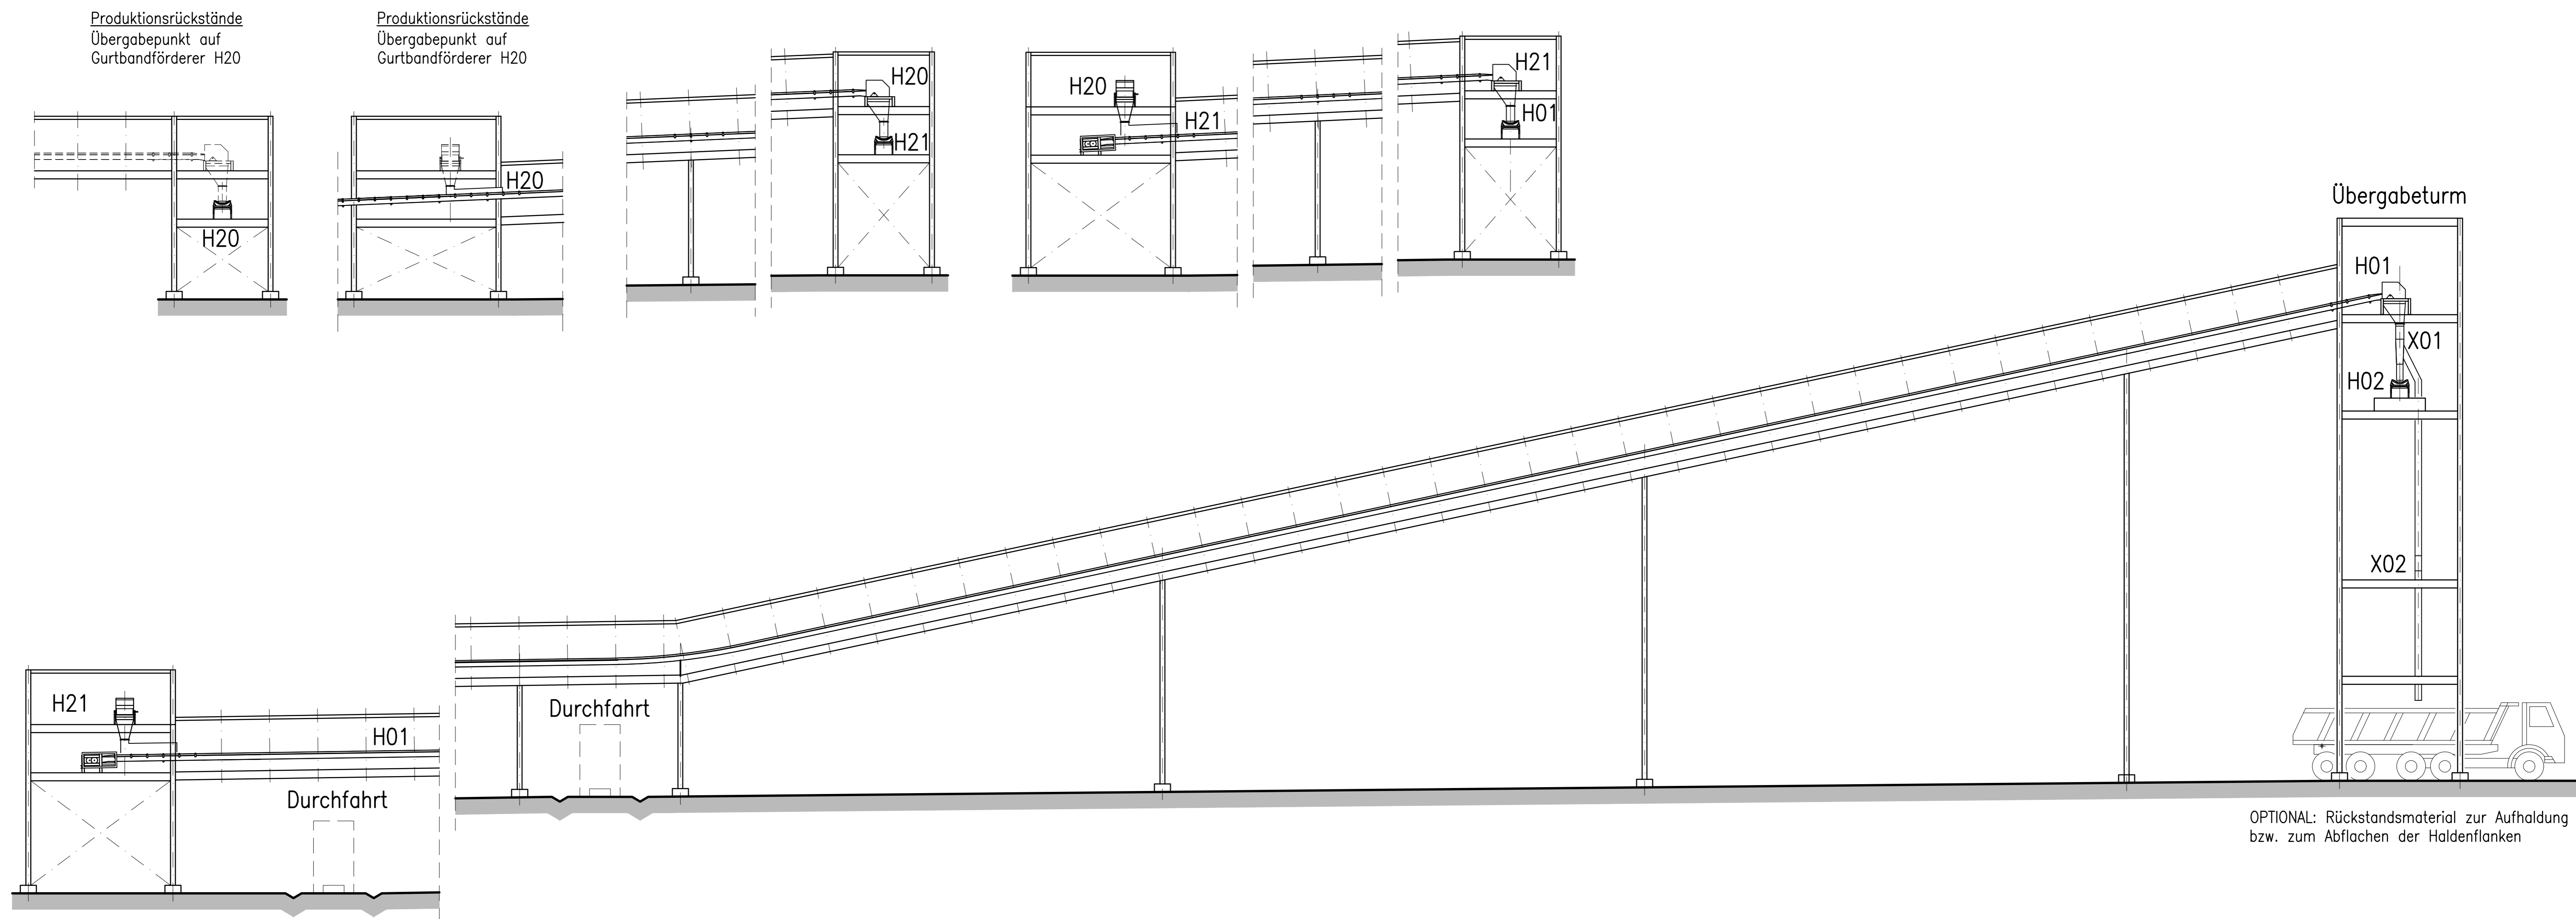 Produktionsrückstände
Übergabepunkt auf
Gurtbandförderer H20
Produktionsrückstände
Übergabepunkt auf
Gurtbandförderer H20
H20
H20
H20
H21
H20
H21
H21
H01
Übergabeturm
H01
X01
H02
X02
H21
H01
Durchfahrt
Durchfahrt
OPTIONAL: Rückstandsmaterial zur Aufhaldung
bzw. zum Abflachen der Haldenflanken